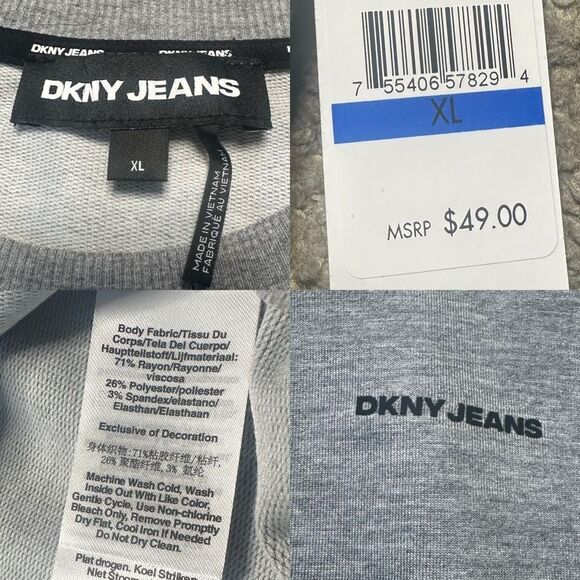 DKNY JEANS
DKNY JEANS
XL
MADE IN VIETNAM
FABRIQUÉ AU VIETNAM
7 55406 57829 4
XL
MSRP $49.00
Body Fabric/Tissu Du
Corps/Tela Del Cuerpo/
Hauptteilstoff/Lijfmateriaal:
71% Rayon/Rayonne/
viscosa
26% Polyester/poliester
3% Spandex/elastano/
Elasthan/Elasthaan
Exclusive of Decoration
身体织物:71%粘胶纤维/粘纤,
26% 聚酯纤维,3% 氨纶
Machine Wash Cold, Wash
Inside Out With Like Color,
Gentle Cycle, Use Non-chlorine
Bleach Only, Remove Promptly
Dry Flat, Cool Iron If Needed
Do Not Dry Clean.
Plat drogen. Koel Strijken
Niet
DKNY JEANS